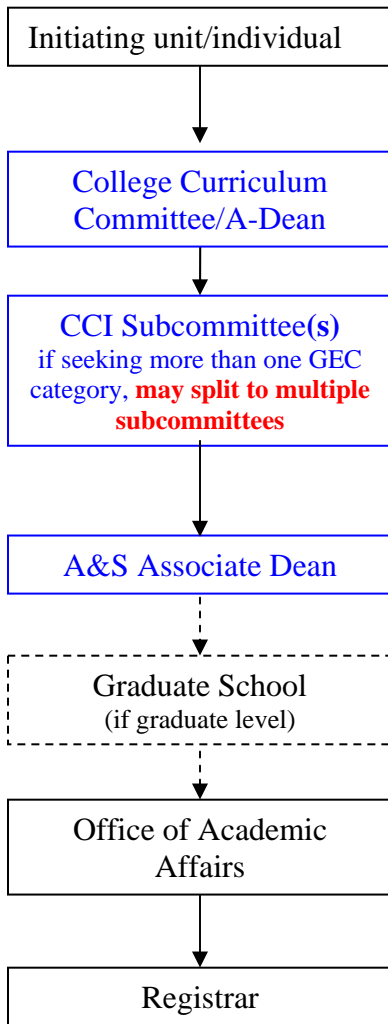 Initiating unit/individual
College Curriculum
Committee/A-Dean
CCI Subcommittee(s)
if seeking more than one GEC
category, may split to multiple
subcommittees
A&S Associate Dean
Graduate School
(if graduate level)
Office of Academic
Affairs
Registrar